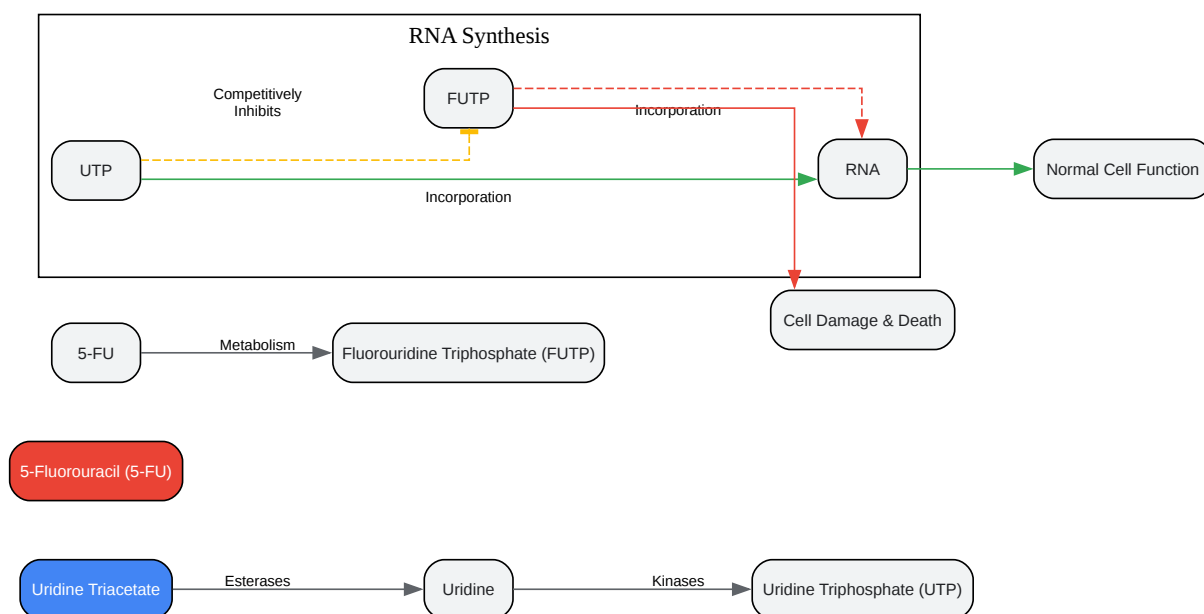 RNA Synthesis
Competitively
Inhibits
FUTP
Incorporation
UTP
RNA
Normal Cell Function
Incorporation
Cell Damage & Death
5-FU
Metabolism
Fluorouridine Triphosphate (FUTP)
5-Fluorouracil (5-FU)
Uridine Triacetate
Esterases
Uridine
Kinases
Uridine Triphosphate (UTP)